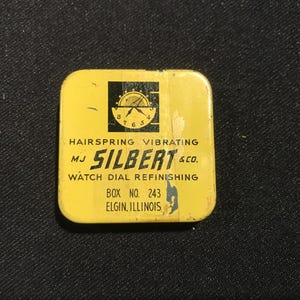 HAIRSPRING VIBRATING
MJ SILBERT & CO.
WATCH DIAL REFINISHING
BOX NO. 243
ELGIN, ILLINOIS